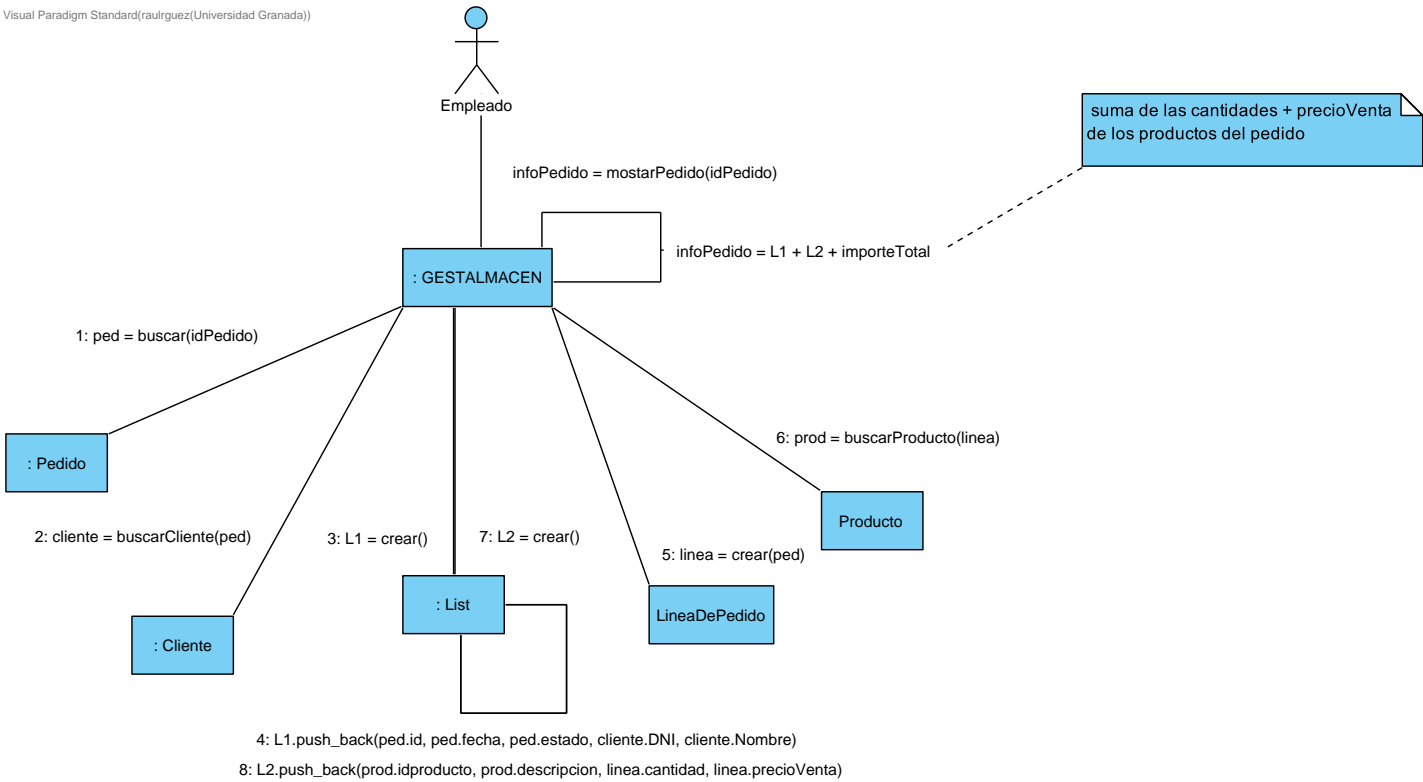 Visual Paradigm Standard(raulrguez(Universidad Granada))
Empleado
suma de las cantidades + precioVenta
de los productos del pedido
infoPedido = mostarPedido(idPedido)
infoPedido = L1 + L2 + importeTotal
: GESTALMACEN
1: ped = buscar(idPedido)
6: prod = buscarProducto(linea)
: Pedido
Producto
2: cliente = buscarCliente(ped)
3: L1 = crear()
7: L2 = crear()
5: linea = crear(ped)
: List
LineaDePedido
: Cliente
4: L1.push_back(ped.id, ped.fecha, ped.estado, cliente.DNI, cliente.Nombre)
8: L2.push_back(prod.idproducto, prod.descripcion, linea.cantidad, linea.precioVenta)